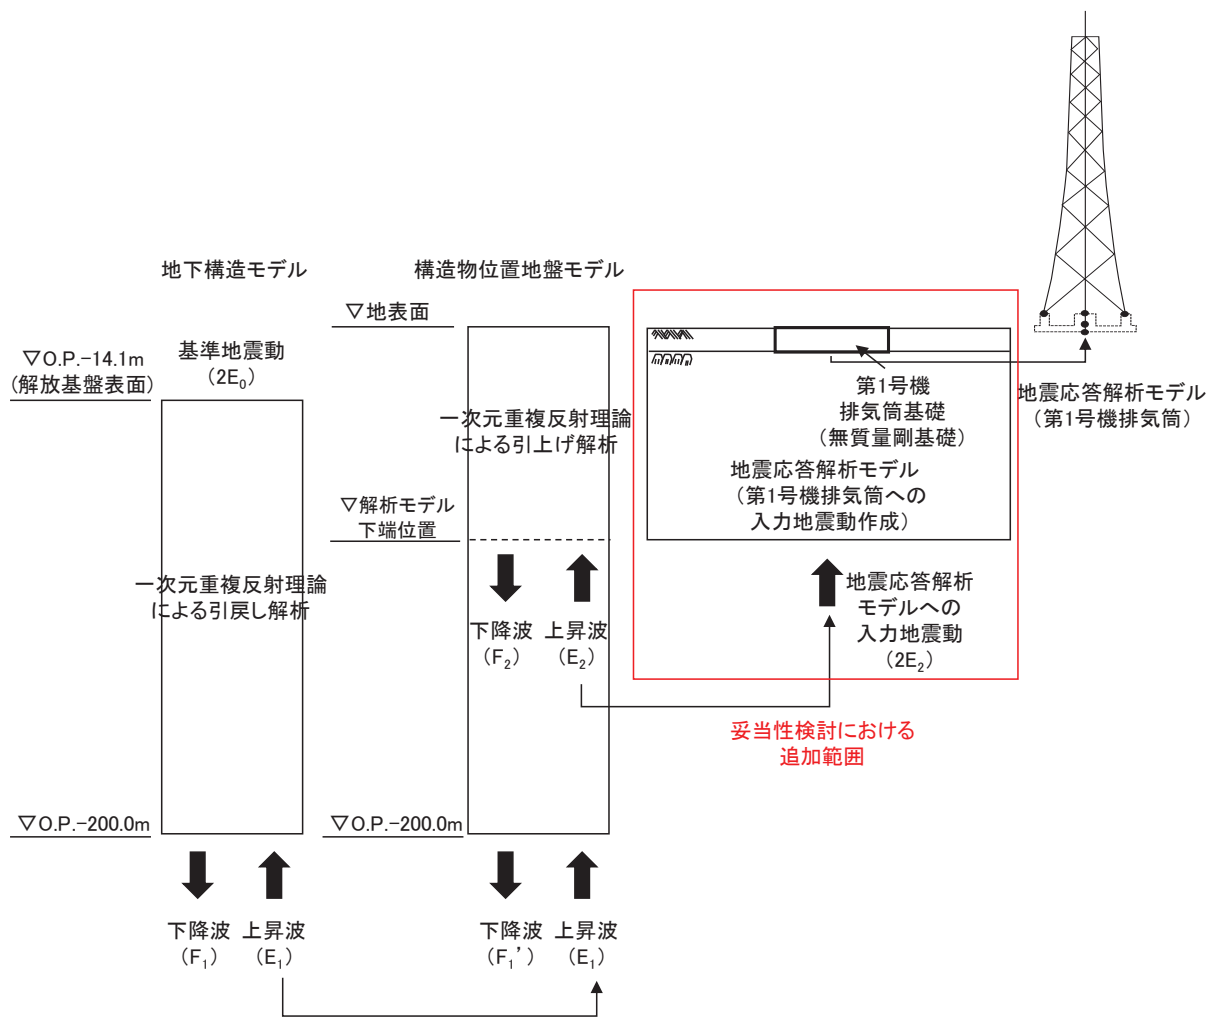 地下構造モデル
▽O.P.-14.1m
(解放基盤表面)
基準地震動
(2E₀)
一次元重複反射理論
による引戻し解析
▽O.P.-200.0m
下降波
(F₁)
上昇波
(E₁)
構造物位置地盤モデル
▽地表面
一次元重複反射理論
による引上げ解析
▽解析モデル
下端位置
下降波
(F₂)
上昇波
(E₂)
▽O.P.-200.0m
下降波
(F₁’)
上昇波
(E₁)
第1号機
排気筒基礎
(無質量剛基礎)
地震応答解析モデル
(第1号機排気筒への
入力地震動作成)
地震応答解析
モデルへの
入力地震動
(2E₂)
妥当性検討における
追加範囲
地震応答解析モデル
(第1号機排気筒)